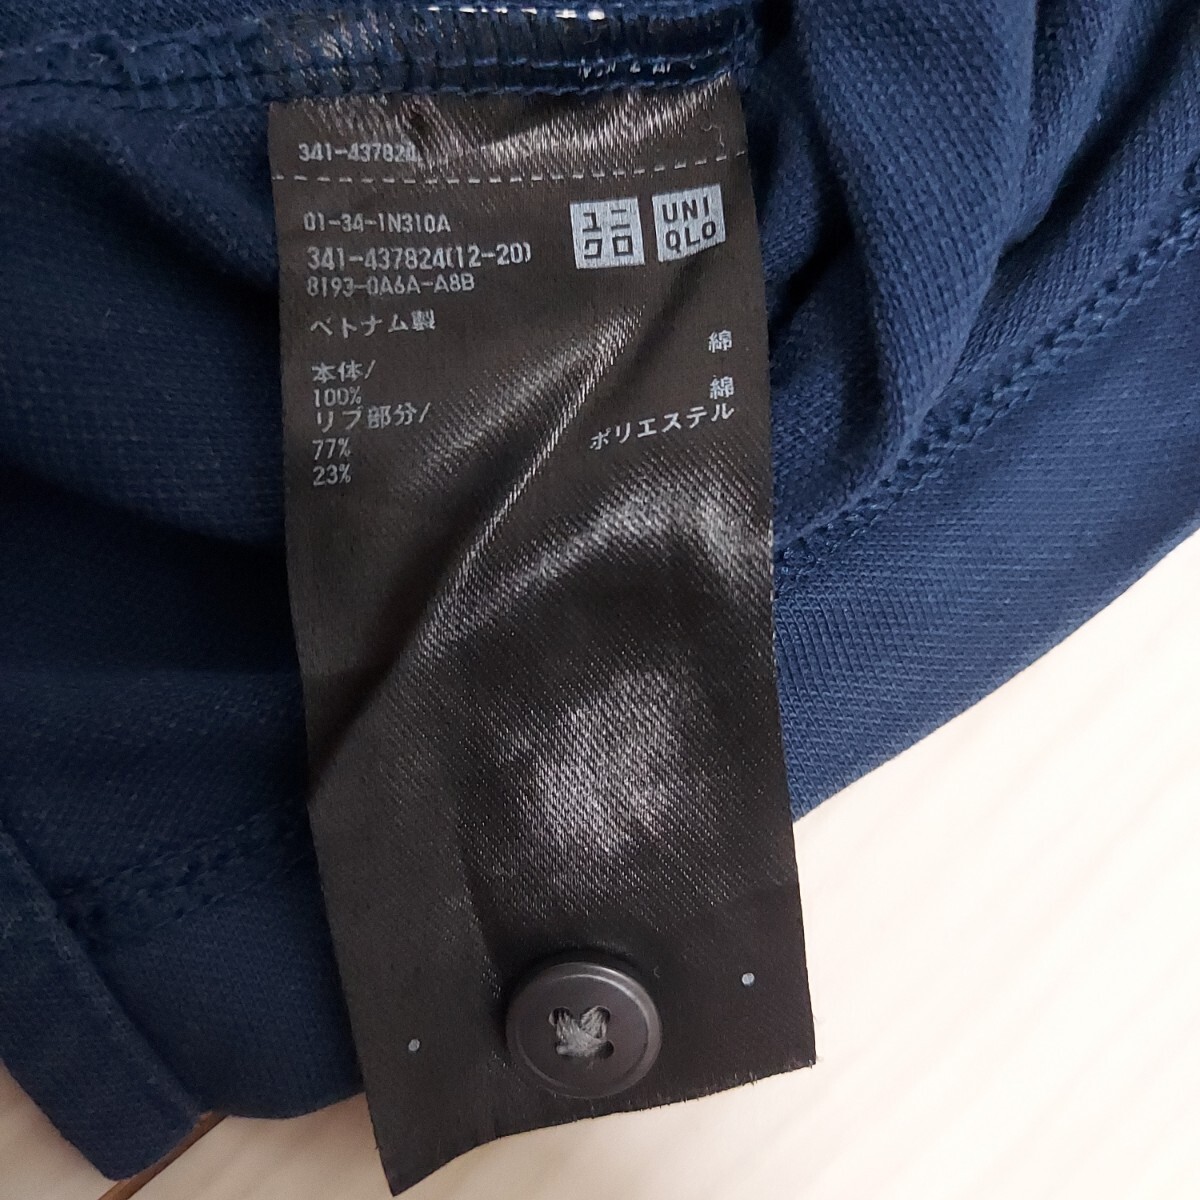 341-437824
01-34-1N310A
341-437824(12-20)
8193-0A6A-A8B
ユニ
クロ
UNI
QLO
ベトナム製
本体/
100% 綿
リブ部分/
77% 綿
23% ポリエステル